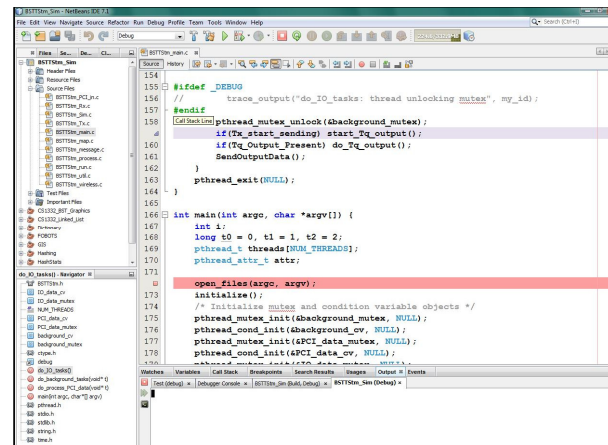 BSTTStm_Sim - NetBeans IDE 7.1
File Edit View Navigate Source Refactor Run Debug Profile Team Tools Window Help
Search (Ctrl+I)
Debug
Files Se... De... Cl...
BSTTStm_main.c
BSTTStm_Sim
Header Files
Resource Files
Source Files
BSTTStm_PCI_in.c
BSTTStm_Rx.c
BSTTStm_Sim.c
BSTTStm_Tx.c
BSTTStm_main.c
BSTTStm_map.c
BSTTStm_message.c
BSTTStm_process.c
BSTTStm_run.c
BSTTStm_util.c
BSTTStm_wireless.c
Test Files
Important Files
CS1332_BST_Graphics
CS1332_Linked_List
Dictionary
FOBOTS
GIS
Hashing
HashStats
do_IO_tasks() - Navigator
BSTTStm.h
IO_data_cv
IO_data_mutex
NUM_THREADS
PCI_data_cv
PCI_data_mutex
background_cv
background_mutex
ctype.h
debug
do_IO_tasks()
do_background_tasks(void* t)
do_process_PCI_data(void* t)
main(int argc, char *[] argv)
pthread.h
stdio.h
stdlib.h
string.h
time.h
Source History
154
155 #ifdef _DEBUG
156 // trace_output("do_IO_tasks: thread unlocking mutex", my_id);
157 #endif
158 Call Stack Line pthread_mutex_unlock(&background_mutex);
if(Tx_start_sending) start_Tq_output();
160 if(Tq_Output_Present) do_Tq_output();
161 SendOutputData();
162 }
163 pthread_exit(NULL);
164 }
165
166 int main(int argc, char *argv[]) {
167 int i;
168 long t0 = 0, t1 = 1, t2 = 2;
169 pthread_t threads[NUM_THREADS];
170 pthread_attr_t attr;
171
open_files(argc, argv);
173 initialize();
174 /* Initialize mutex and condition variable objects */
175 pthread_mutex_init(&background_mutex, NULL);
176 pthread_cond_init(&background_cv, NULL);
177 pthread_mutex_init(&PCI_data_mutex, NULL);
178 pthread_cond_init(&PCI_data_cv, NULL);
Watches Variables Call Stack Breakpoints Search Results Usages Output Events
Test (debug) Debugger Console BSTTStm_Sim (Build, Debug) BSTTStm_Sim (Debug)